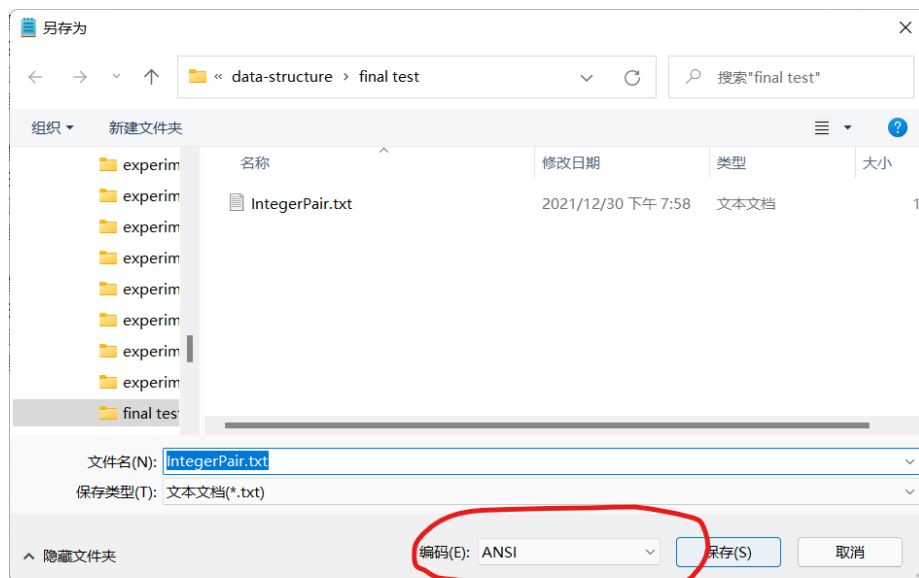 另存为
« data-structure › final test
搜索"final test"
组织
新建文件夹
名称
修改日期
类型
大小
experim
experim
experim
experim
experim
experim
experim
experim
final tes
IntegerPair.txt
2021/12/30 下午 7:58
文本文档
1
文件名(N): IntegerPair.txt
保存类型(T): 文本文档(*.txt)
隐藏文件夹
编码(E): ANSI
保存(S)
取消